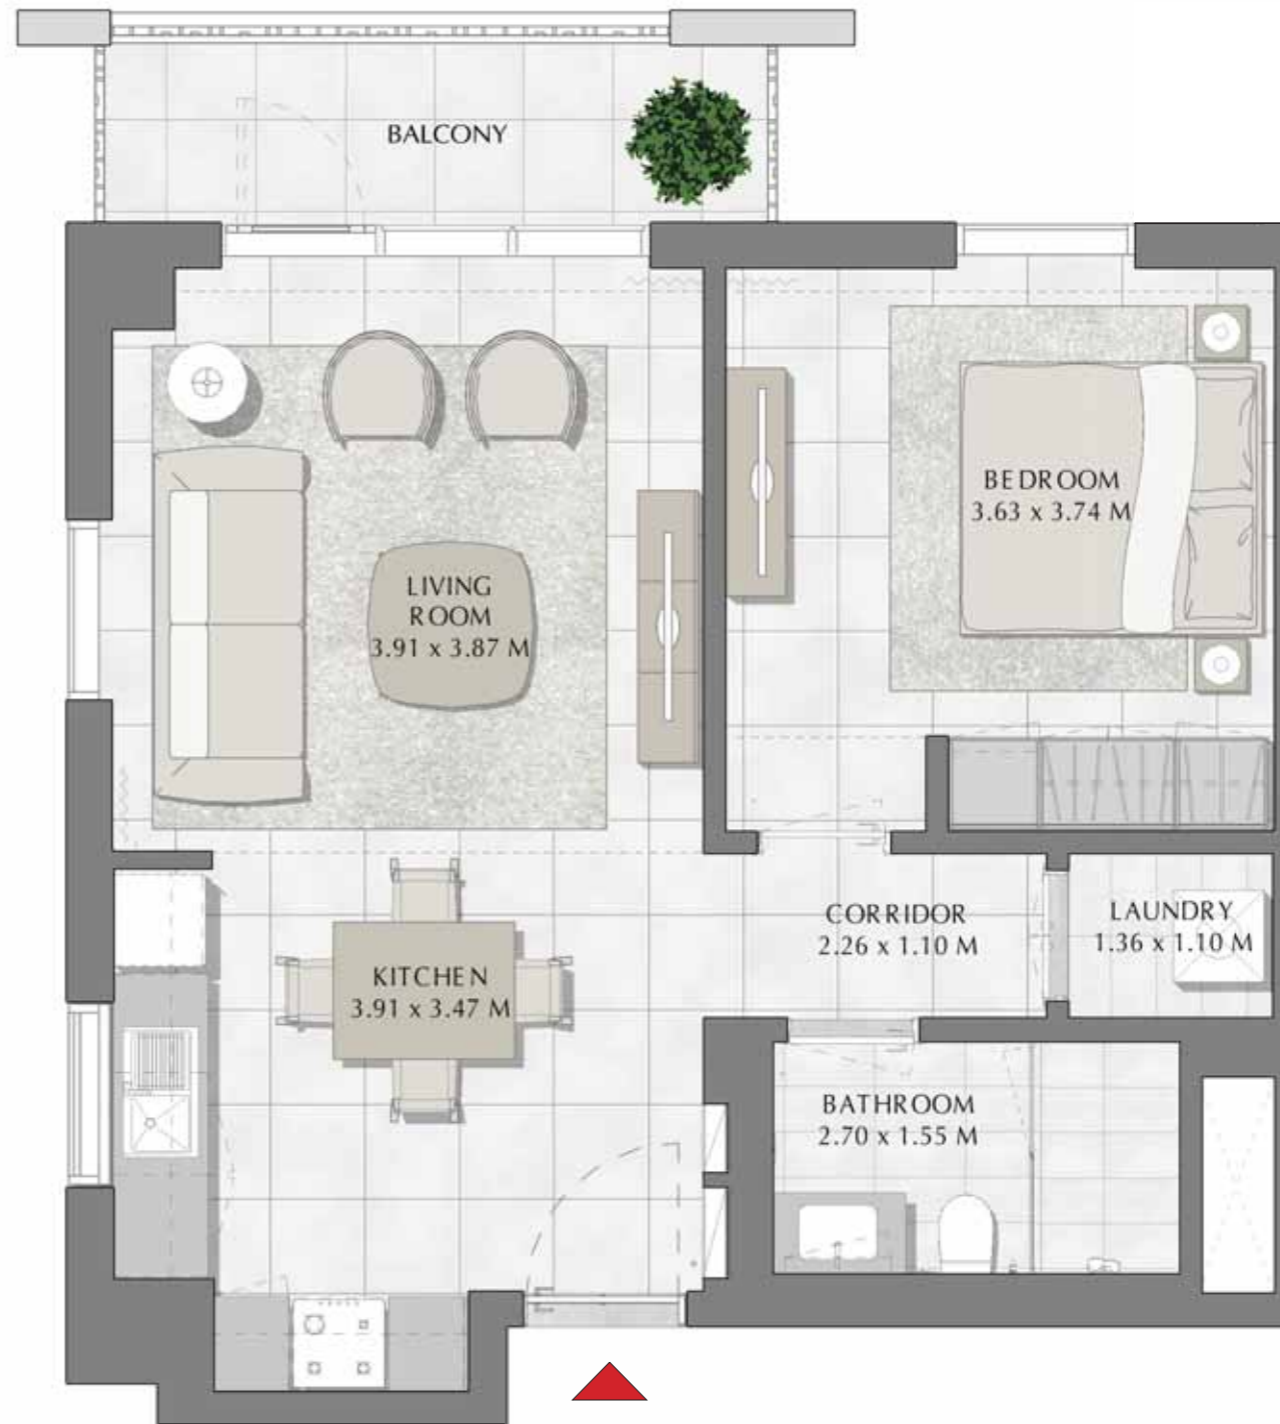 BALCONY
BEDROOM
3.63 x 3.74 M
LIVING
ROOM
3.91 x 3.87 M
CORRIDOR
2.26 x 1.10 M
LAUNDRY
1.36 x 1.10 M
KITCHEN
3.91 x 3.47 M
BATHROOM
2.70 x 1.55 M